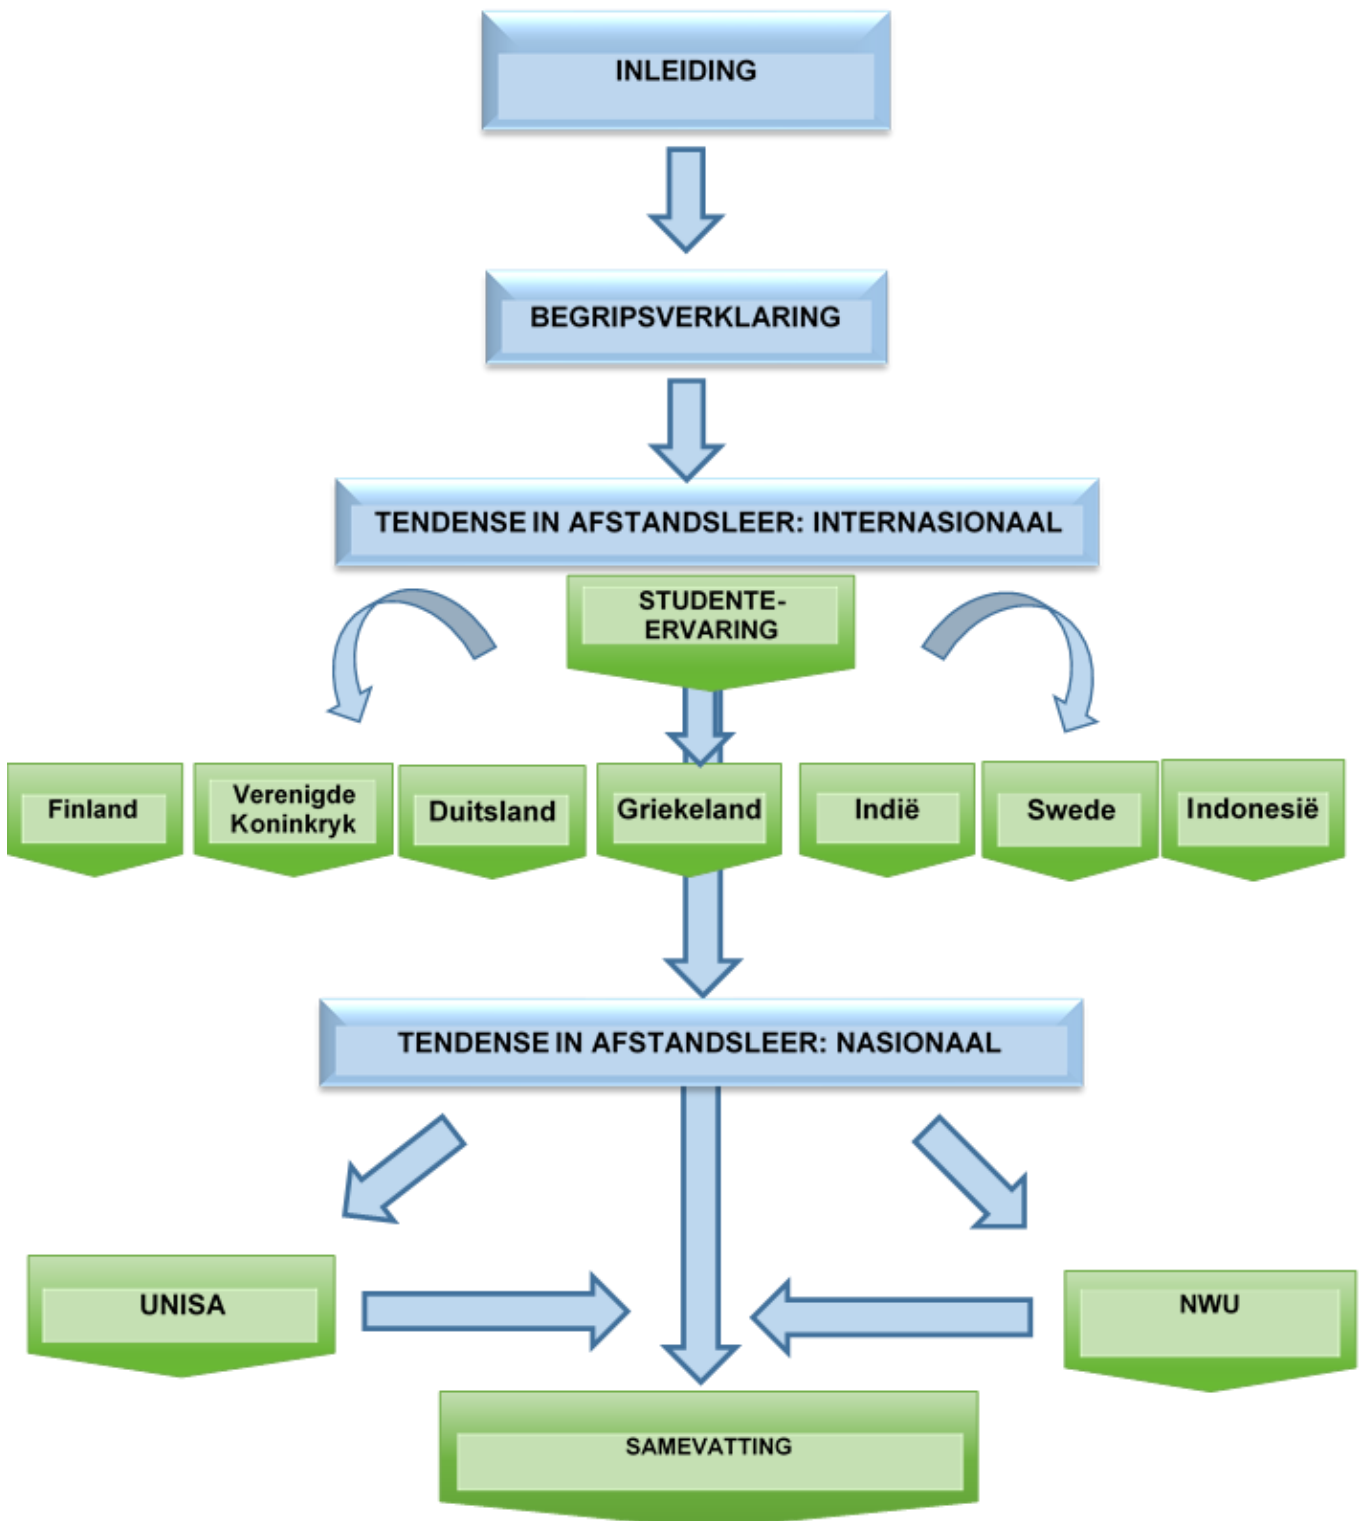 INLEIDING
BEGRIPSVERKLARING
TENDENSE IN AFSTANDSLEER: INTERNASIONAAL
STUDENTE-
ERVARING
Finland
Verenigde
Koninkryk
Duitsland
Griekeland
Indië
Swede
Indonesië
TENDENSE IN AFSTANDSLEER: NASIONAAL
UNISA
NWU
SAMEVATTING